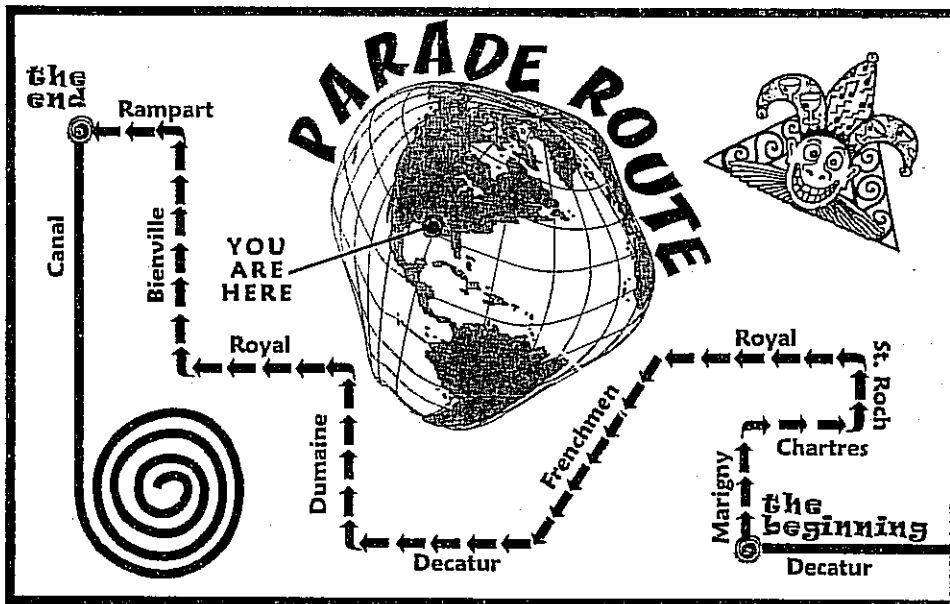 PARADE ROUTE
the
end
Rampart
Canal
Bienville
YOU
ARE
HERE
Royal
Dumaine
Decatur
Frenchmen
Royal
St. Roch
Chartres
Marigny
the
beginning
Decatur